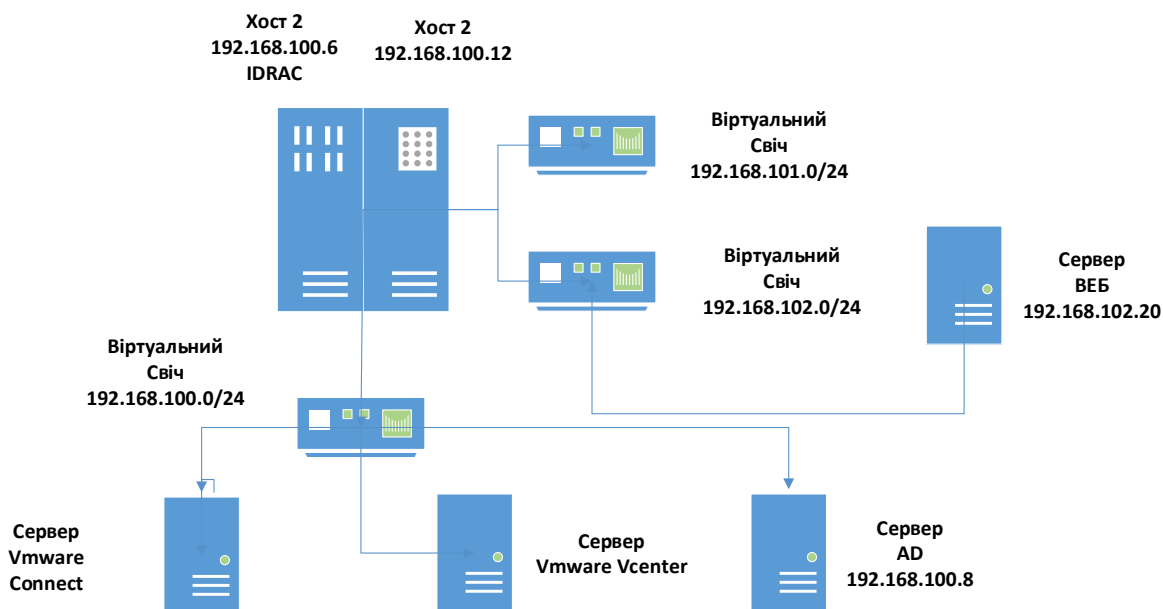 Хост 2
192.168.100.6
IDRAC
Хост 2
192.168.100.12
Віртуальний
Свіч
192.168.101.0/24
Віртуальний
Свіч
192.168.102.0/24
Сервер
ВЕБ
192.168.102.20
Віртуальний
Свіч
192.168.100.0/24
Сервер
Vmware
Connect
Сервер
Vmware Vcenter
Сервер
AD
192.168.100.8